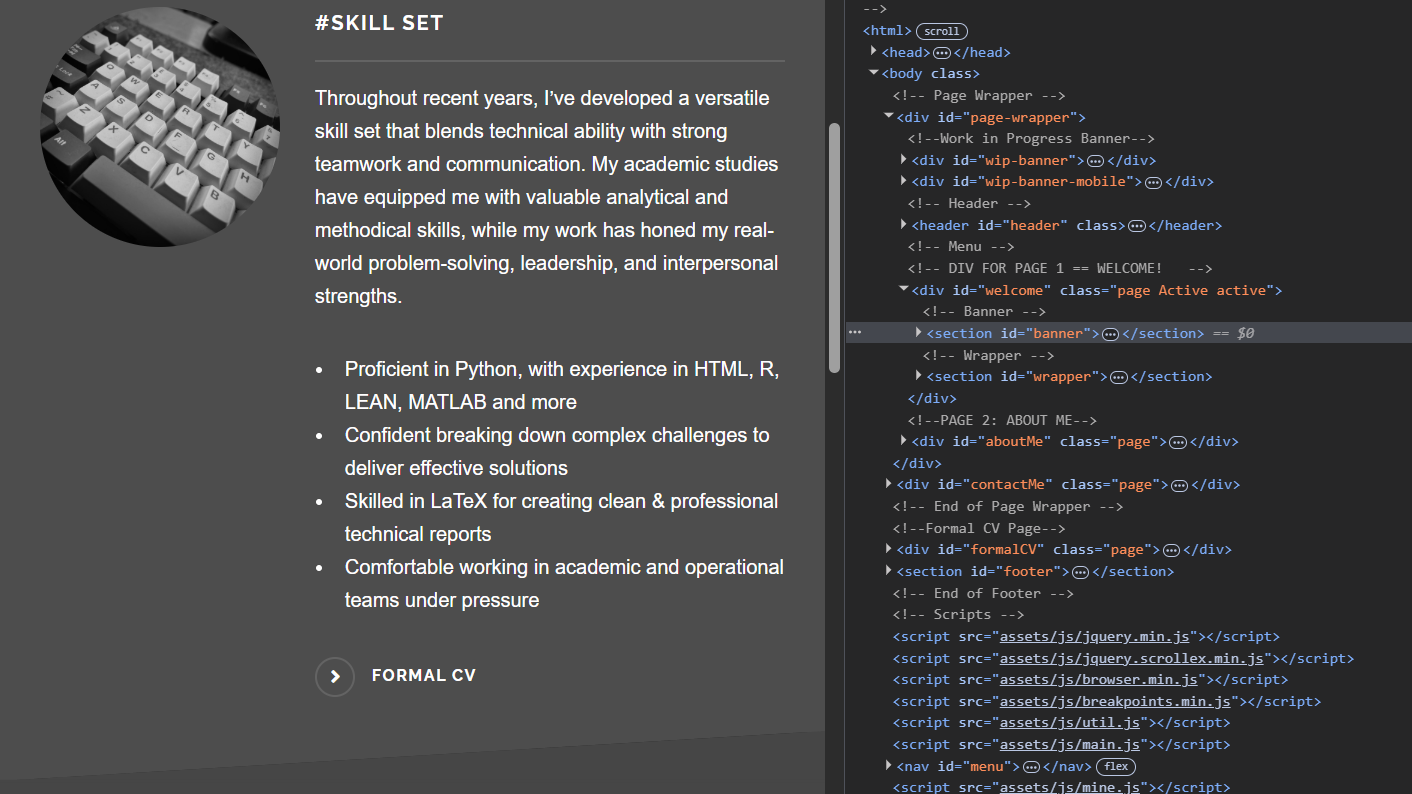 #SKILL SET
Throughout recent years, I've developed a versatile
skill set that blends technical ability with strong
teamwork and communication. My academic studies
have equipped me with valuable analytical and
methodical skills, while my work has honed my real-
world problem-solving, leadership, and interpersonal
strengths.
• Proficient in Python, with experience in HTML, R,
LEAN, MATLAB and more
• Confident breaking down complex challenges to
deliver effective solutions
• Skilled in LaTeX for creating clean & professional
technical reports
• Comfortable working in academic and operational
teams under pressure
FORMAL CV
-->
<html> scroll
<head> ⋯ </head>
<body class>
<!-- Page Wrapper -->
<div id="page-wrapper">
<!--Work in Progress Banner-->
<div id="wip-banner"> ⋯ </div>
<div id="wip-banner-mobile"> ⋯ </div>
<!-- Header -->
<header id="header" class> ⋯ </header>
<!-- Menu -->
<!-- DIV FOR PAGE 1 == WELCOME!   -->
<div id="welcome" class="page Active active">
<!-- Banner -->
<section id="banner"> ⋯ </section> == $0
<!-- Wrapper -->
<section id="wrapper"> ⋯ </section>
</div>
<!--PAGE 2: ABOUT ME-->
<div id="aboutMe" class="page"> ⋯ </div>
</div>
<div id="contactMe" class="page"> ⋯ </div>
<!-- End of Page Wrapper -->
<!--Formal CV Page-->
<div id="formalCV" class="page"> ⋯ </div>
<section id="footer"> ⋯ </section>
<!-- End of Footer -->
<!-- Scripts -->
<script src="assets/js/jquery.min.js"></script>
<script src="assets/js/jquery.scrollex.min.js"></script>
<script src="assets/js/browser.min.js"></script>
<script src="assets/js/breakpoints.min.js"></script>
<script src="assets/js/util.js"></script>
<script src="assets/js/main.js"></script>
<nav id="menu"> ⋯ </nav> flex
<script src="assets/js/mine.js"></script>